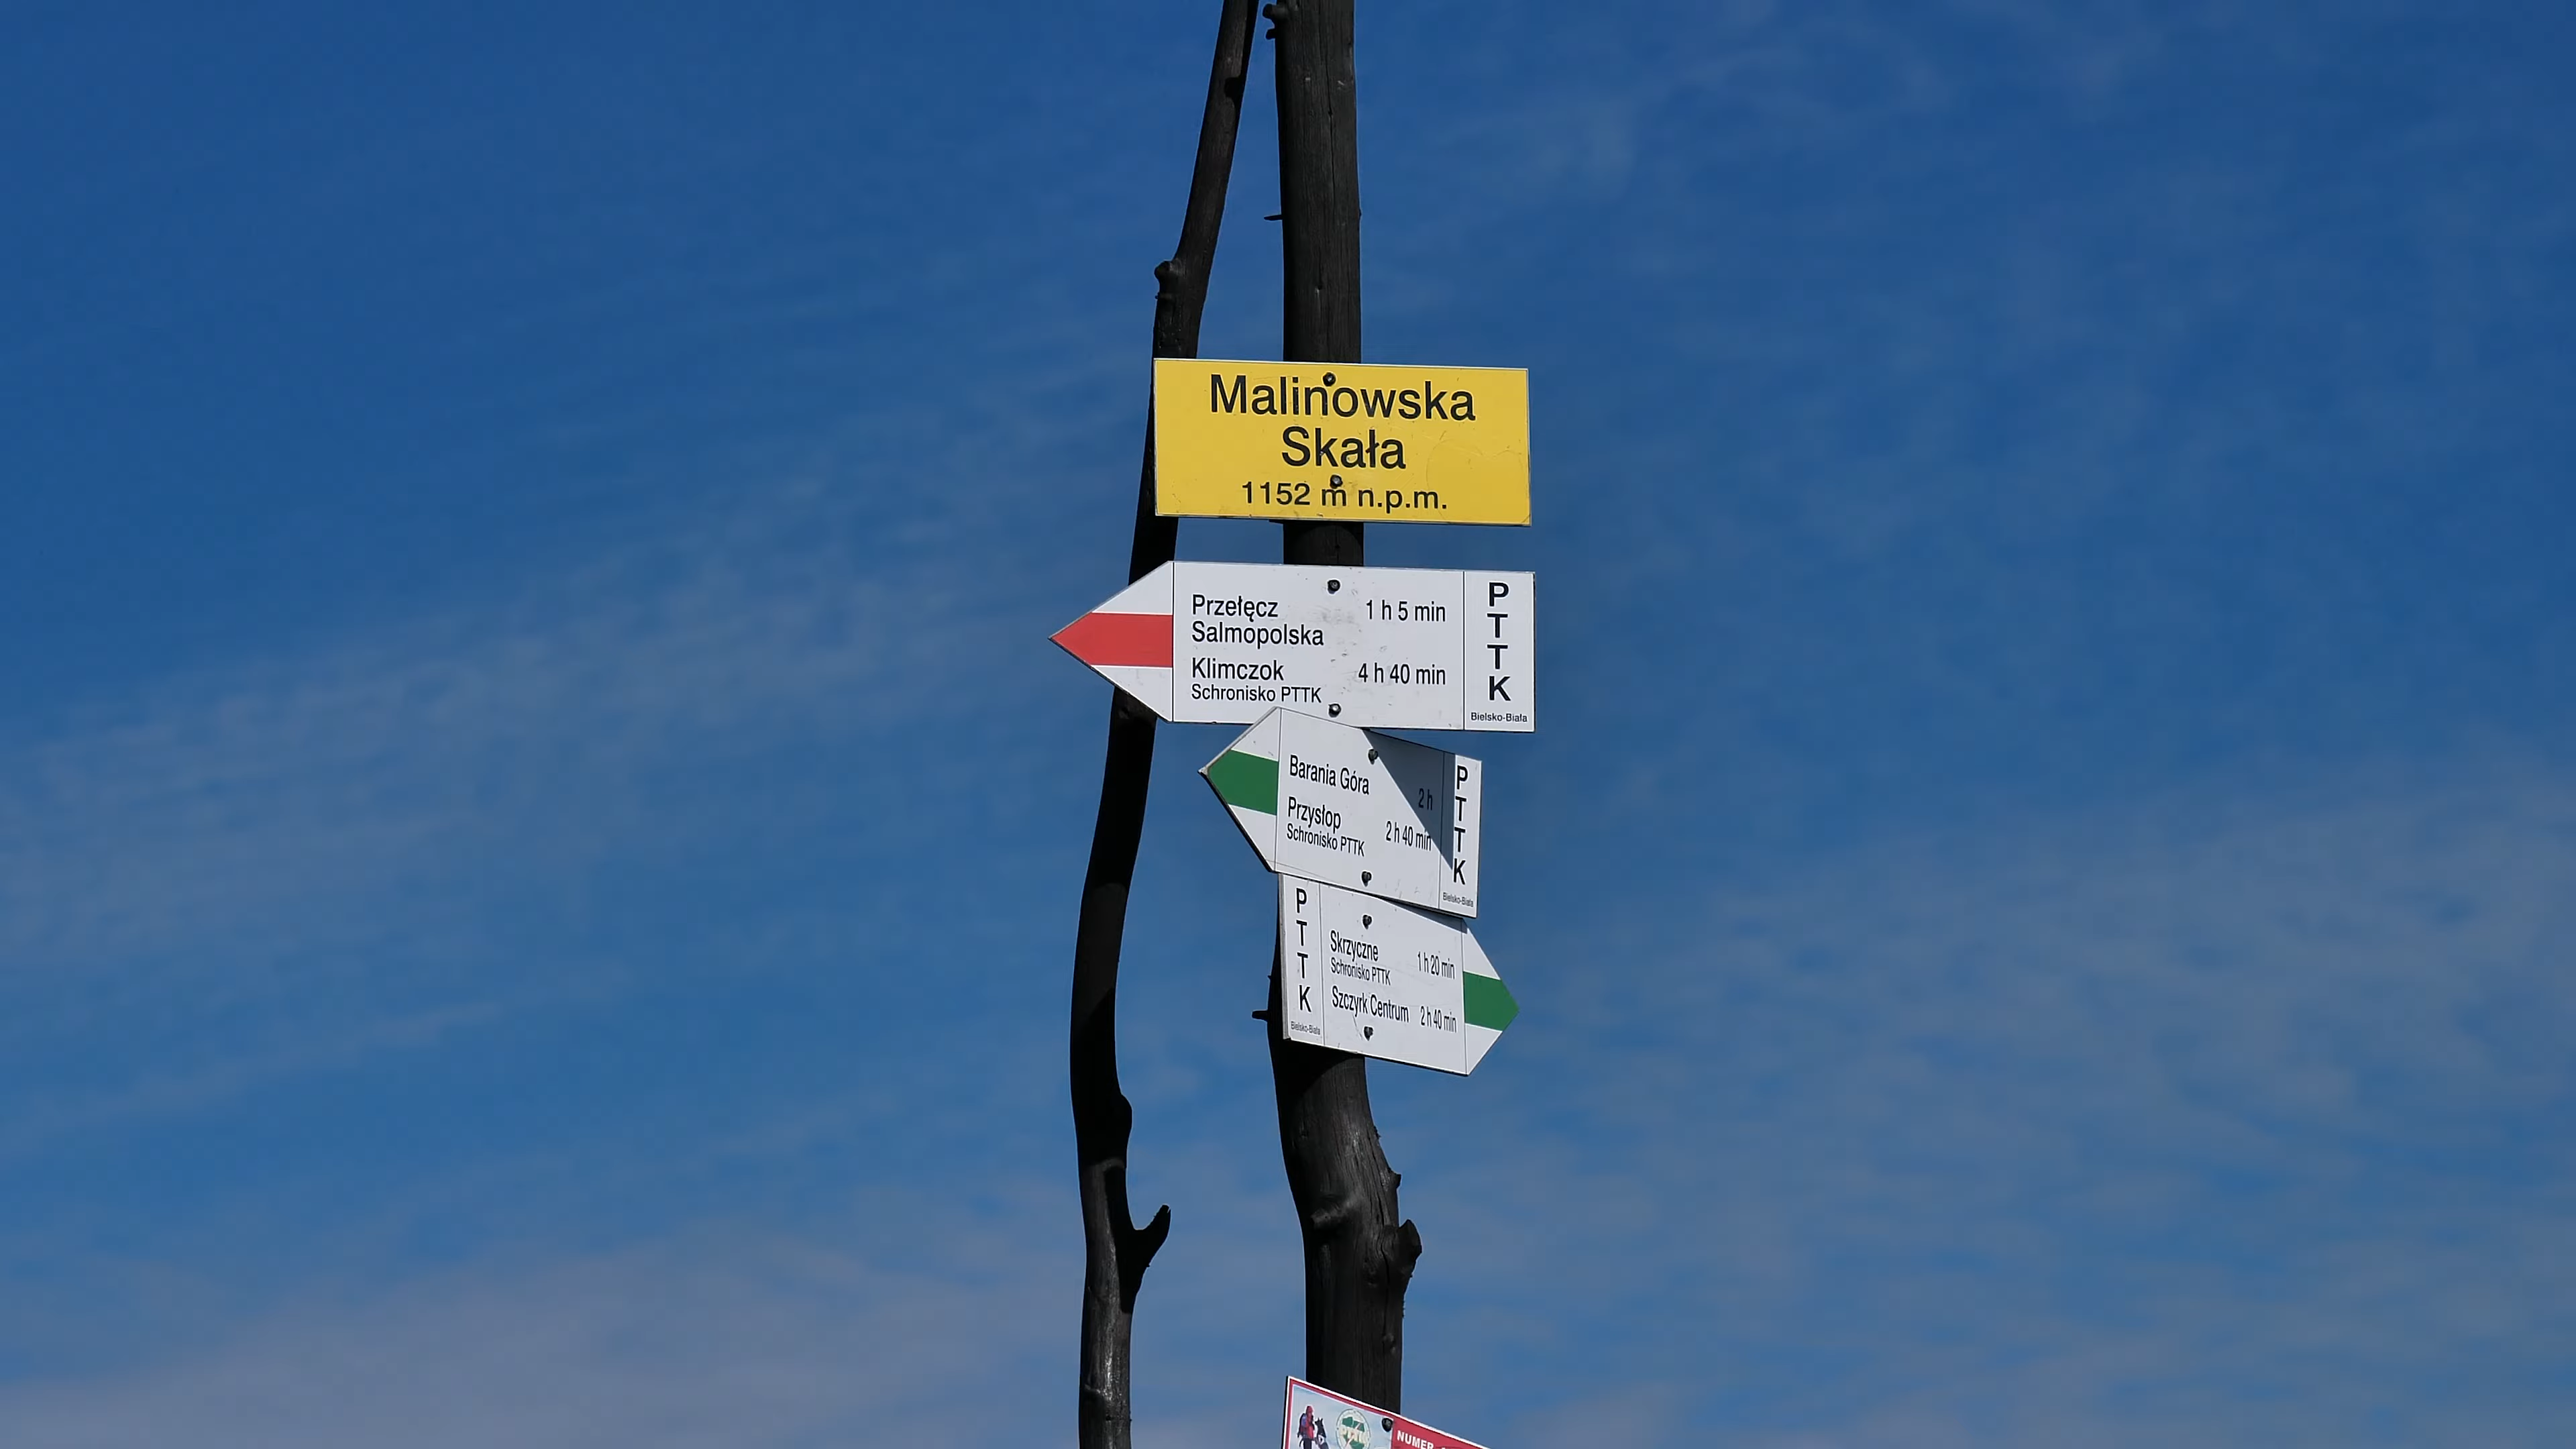 Malinowska
Skała
1152 m n.p.m.
Przełęcz 1 h 5 min
Salmopolska
Klimczok 4 h 40 min
Schronisko PTTK
PTTK
Bielsko-Biała
Barania Góra 2 h
Przysłop 2 h 40 min
Schronisko PTTK
PTTK
Bielsko-Biała
PTTK
Bielsko-Biała
Skrzyczne 1 h 20 min
Schronisko PTTK
Szczyrk Centrum 2 h 40 min
PTTK
NUMER